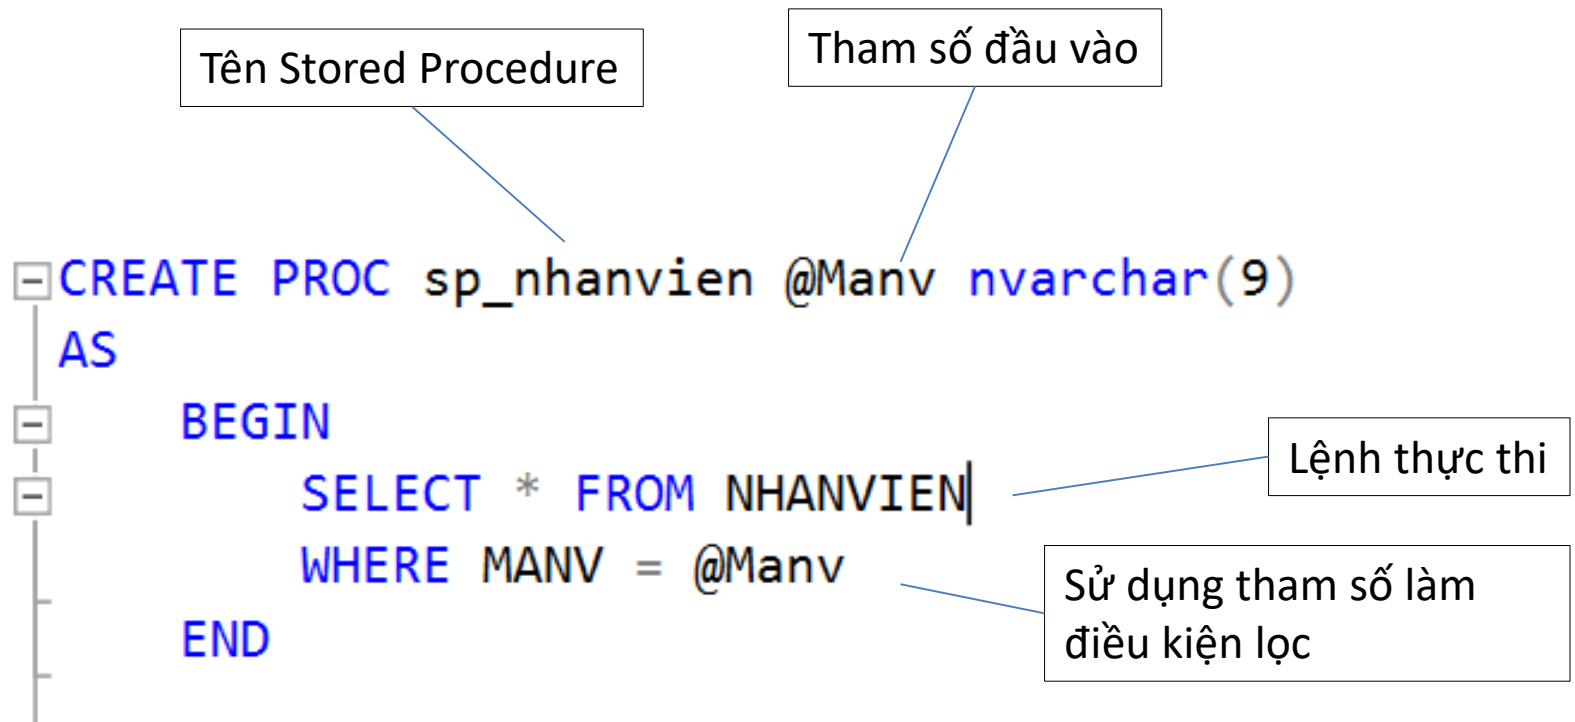 Tên Stored Procedure
Tham số đầu vào
CREATE PROC sp_nhanvien @Manv nvarchar(9)
AS
BEGIN
SELECT * FROM NHANVIEN
WHERE MANV = @Manv
END
Lệnh thực thi
Sử dụng tham số làm
điều kiện lọc